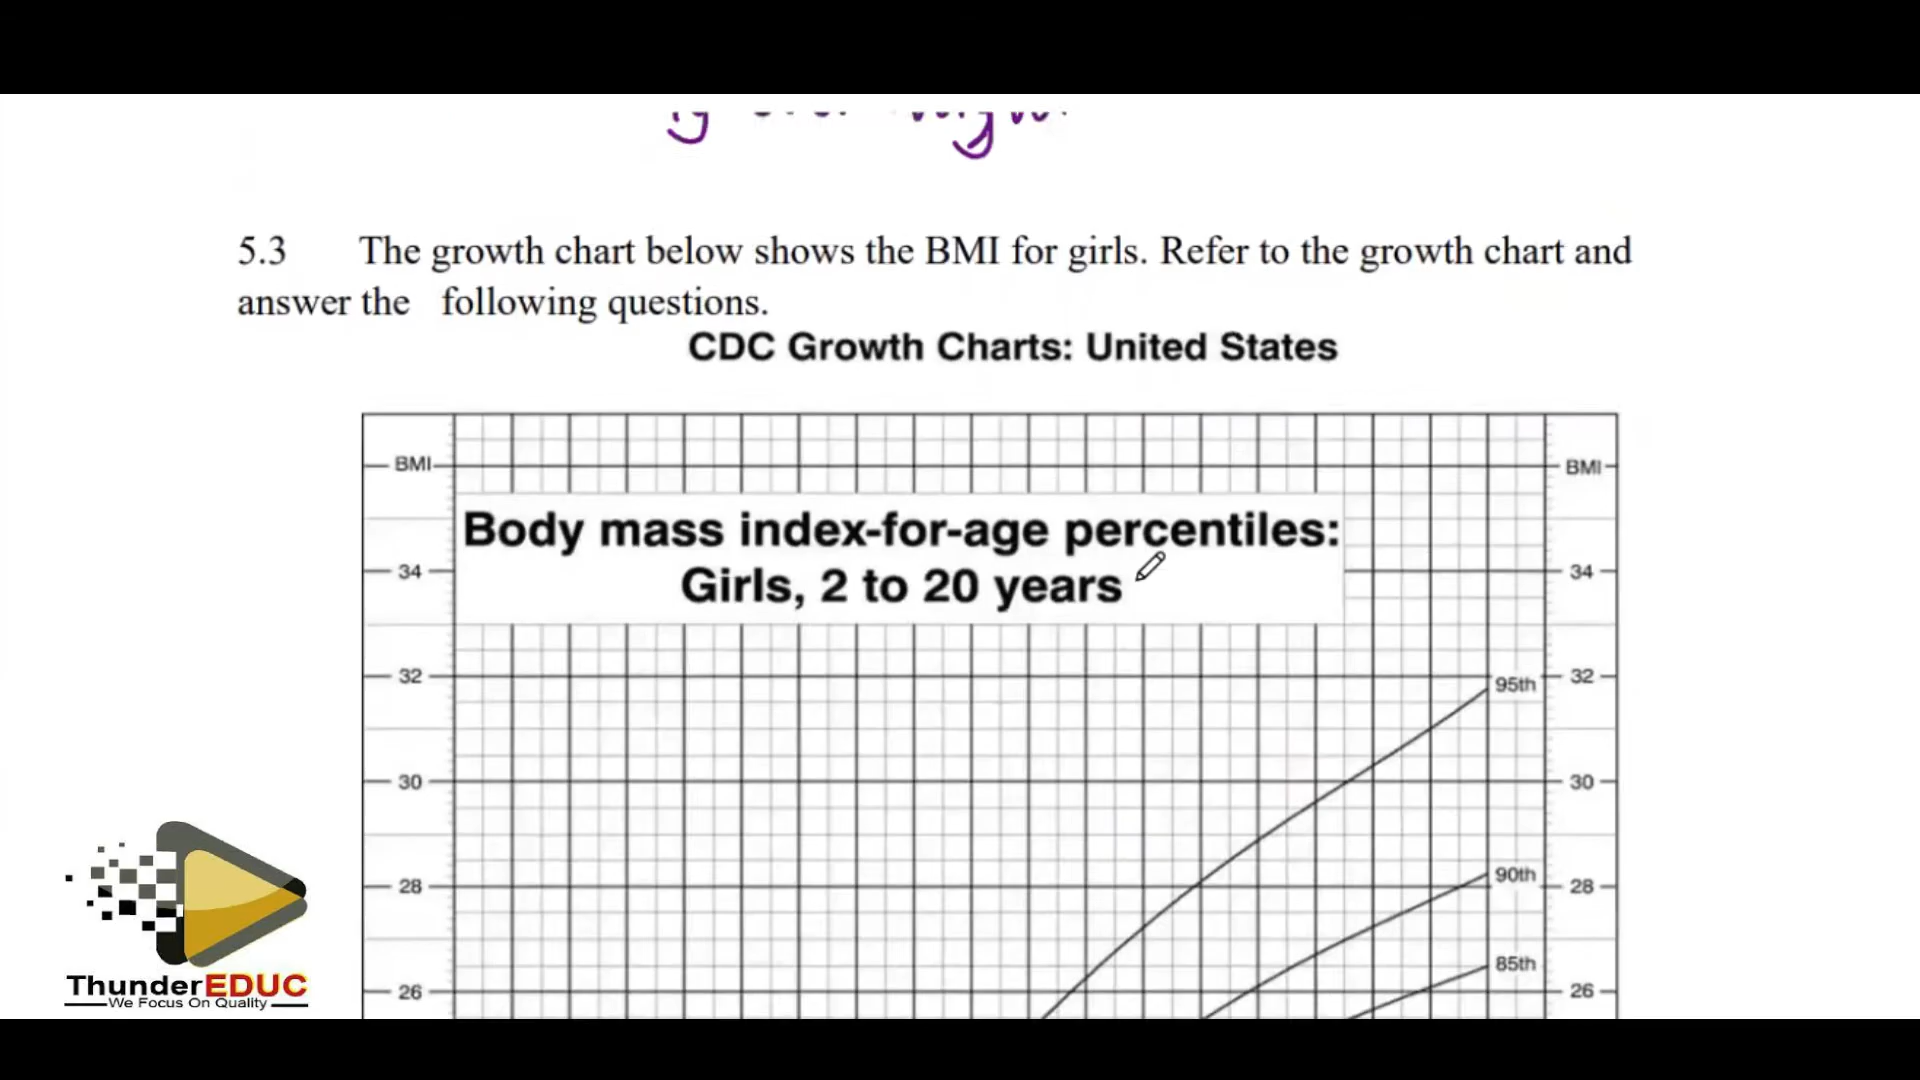 5.3 The growth chart below shows the BMI for girls. Refer to the growth chart and
answer the following questions.
CDC Growth Charts: United States
BMI
BMI
Body mass index-for-age percentiles:
Girls, 2 to 20 years
34
34
32
95th
32
30
30
90th
28
28
85th
26
26
ThunderEDUC
We Focus On Quality